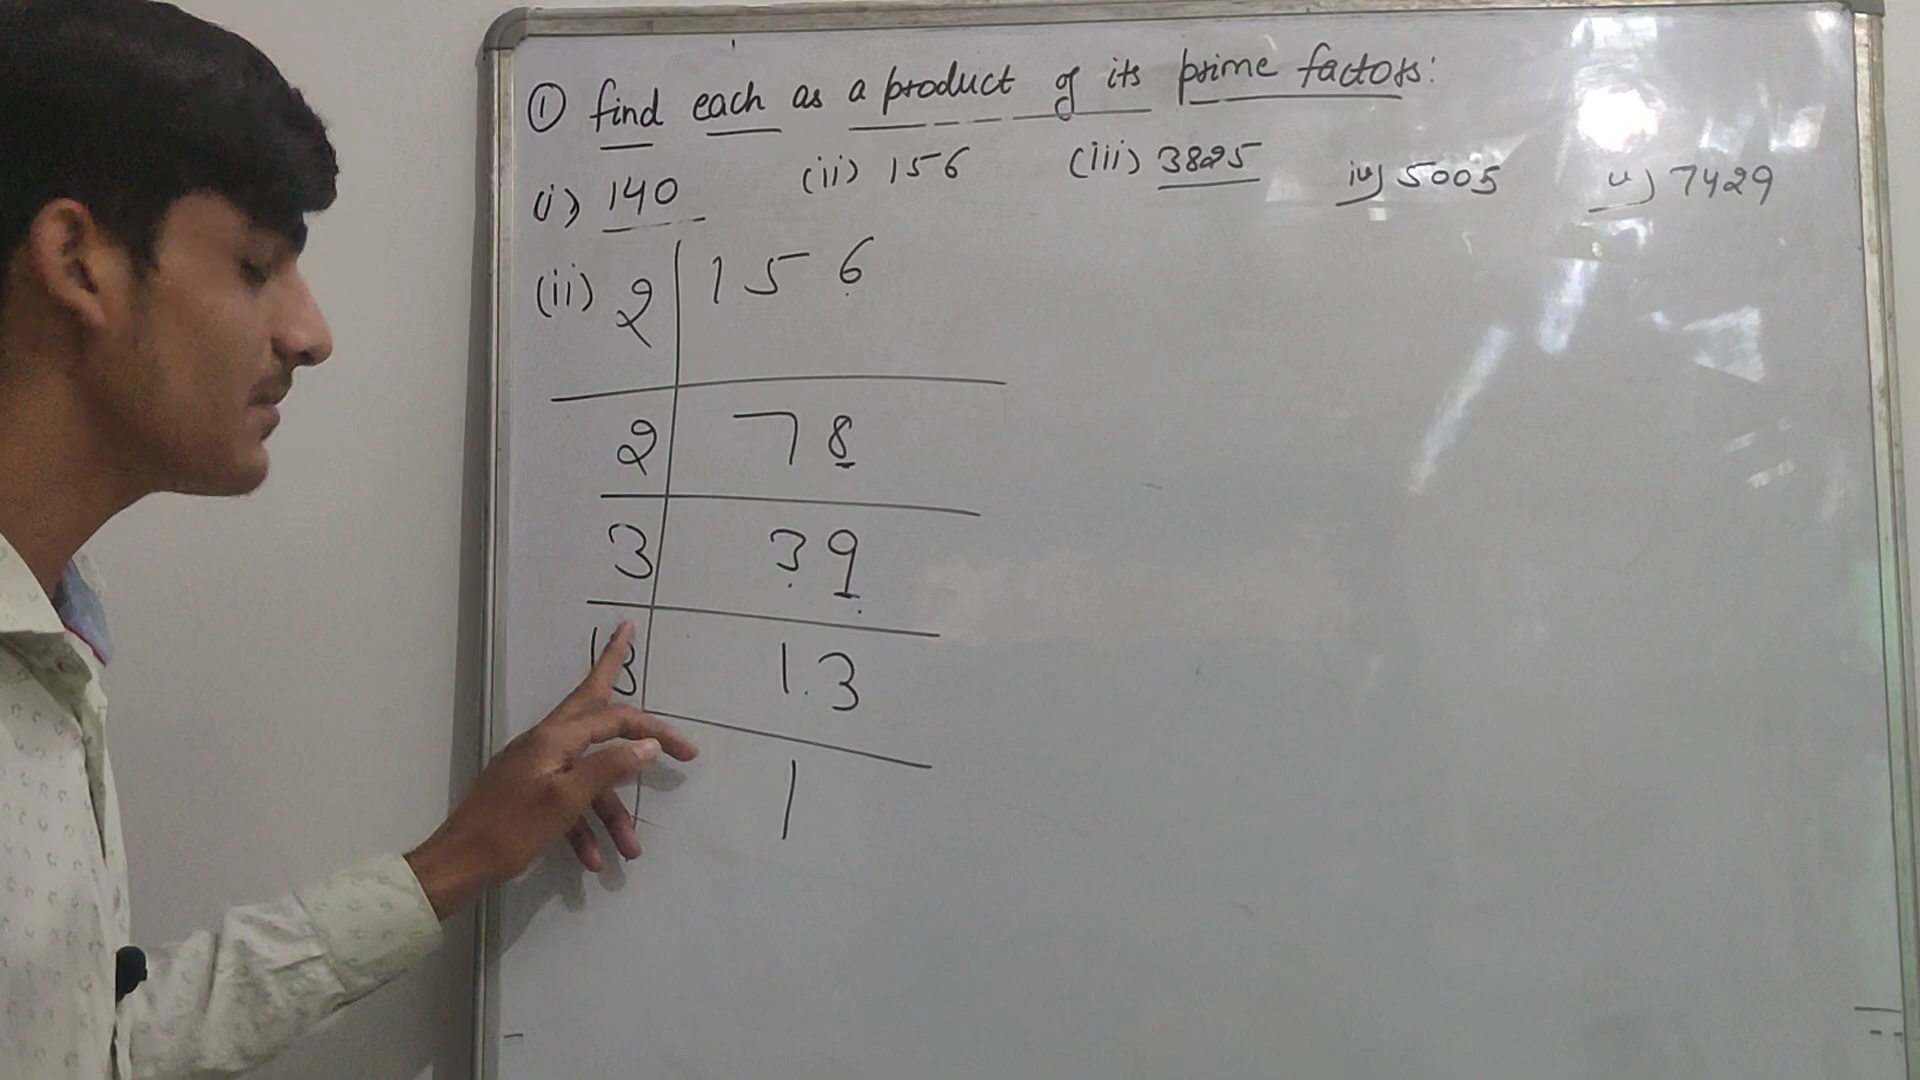 ① find each as a product of its prime factors:
(i) 140 (ii) 156 (iii) 3825 iv) 5005 v) 7429
(ii) 2 | 156
2 | 78
3 | 39
13 | 13
1